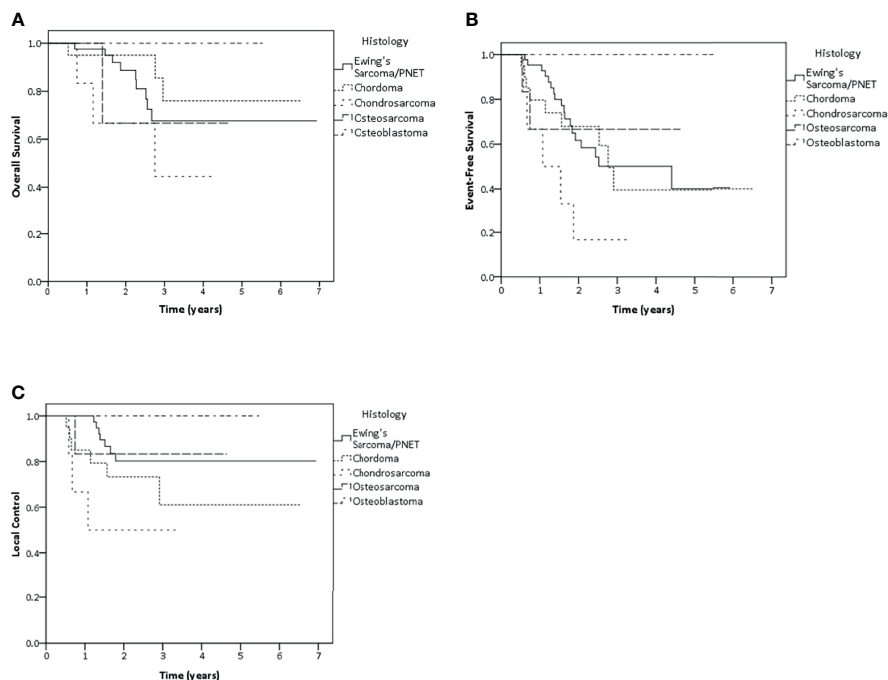 A
Overall Survival
1.0
0.8
0.6
0.4
0.2
0.0
0
1
2
3
4
5
6
7
Time (years)
Histology
Ewing's
Sarcoma/PNET
Chordoma
Chondrosarcoma
Osteosarcoma
Osteoblastoma
B
Event-Free Survival
1.0
0.8
0.6
0.4
0.2
0.0
0
1
2
3
4
5
6
7
Time (years)
Histology
Ewing's
Sarcoma/PNET
Chordoma
Chondrosarcoma
Osteosarcoma
Osteoblastoma
C
Local Control
1.0
0.8
0.6
0.4
0.2
0.0
0
1
2
3
4
5
6
7
Time (years)
Histology
Ewing's
Sarcoma/PNET
Chordoma
Chondrosarcoma
Osteosarcoma
Osteoblastoma